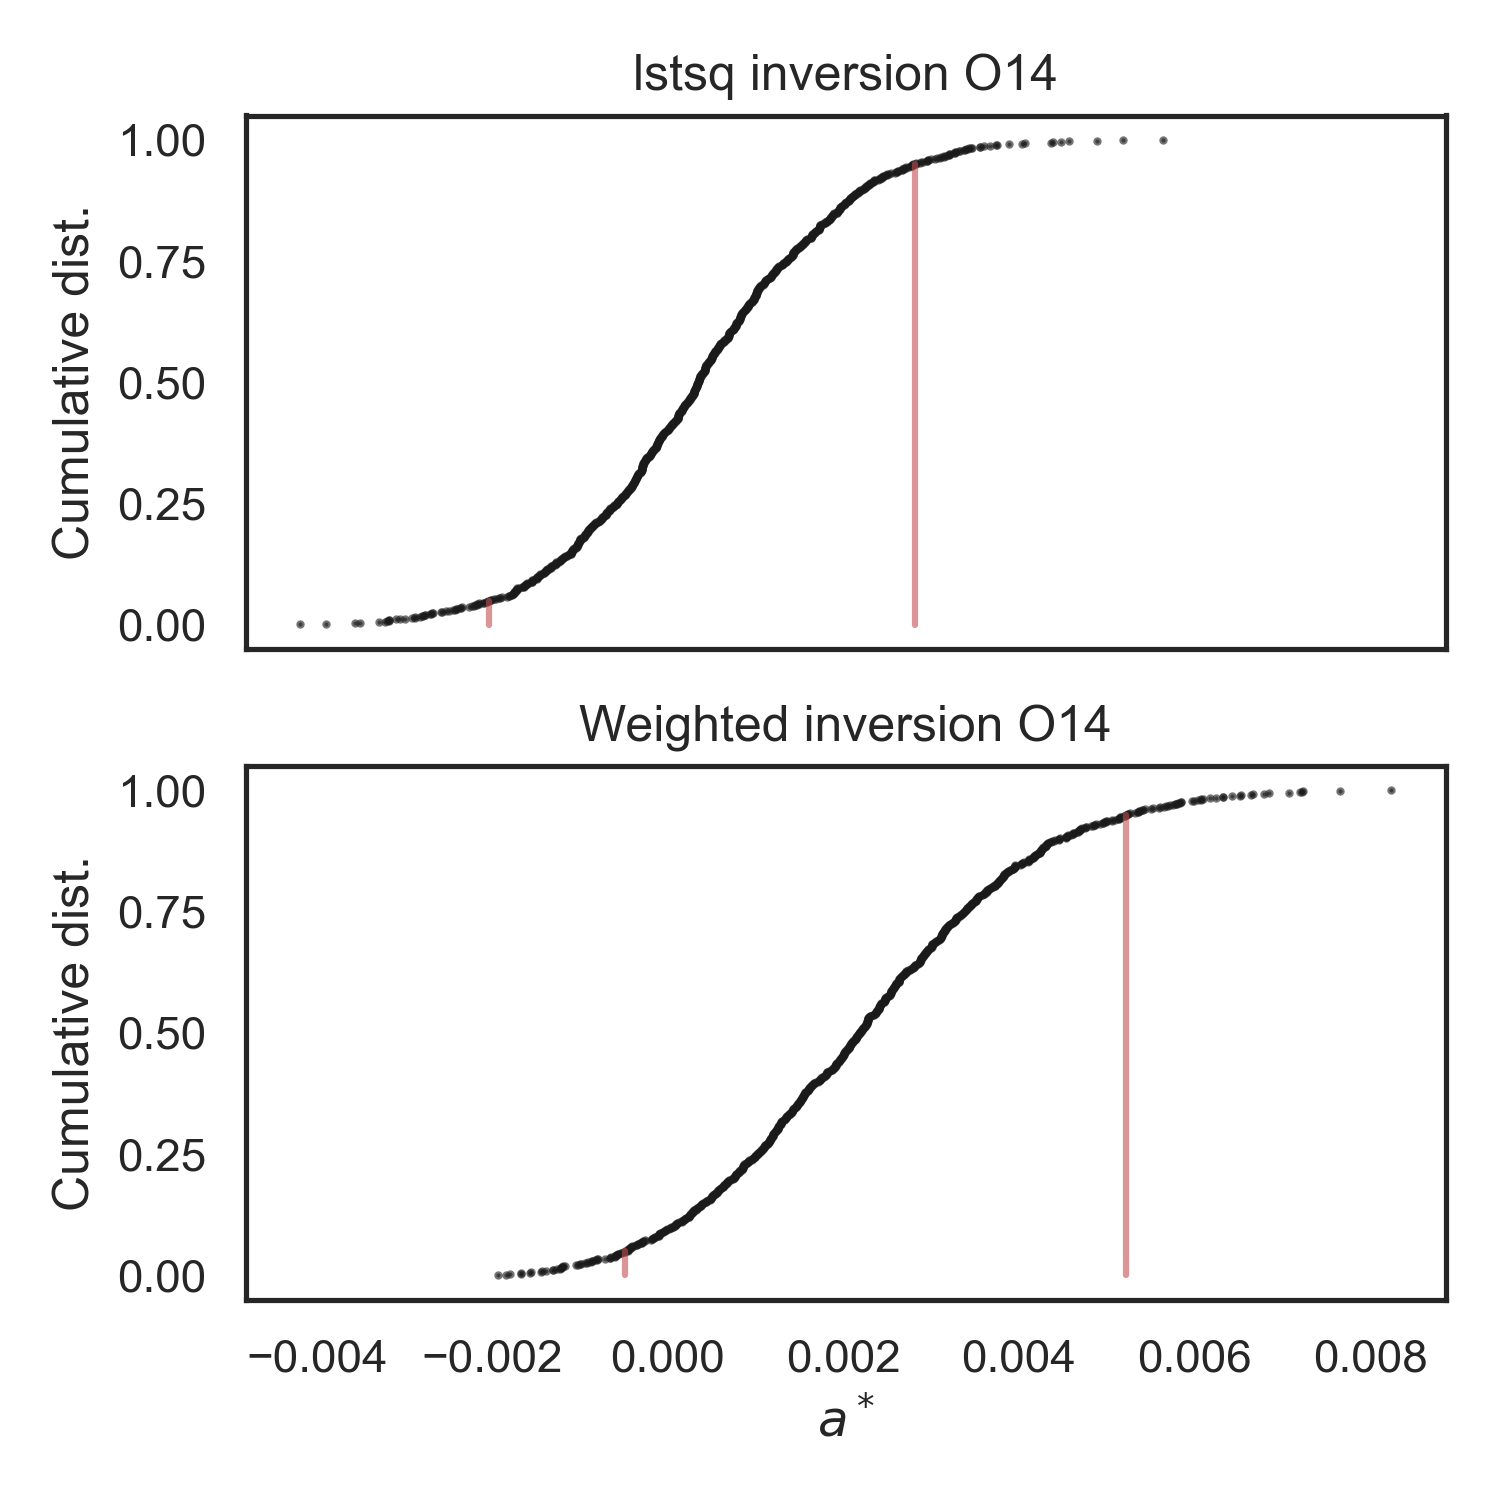 lstsq inversion O14
1.00
0.75
0.50
0.25
0.00
Cumulative dist.
Weighted inversion O14
1.00
0.75
0.50
0.25
0.00
Cumulative dist.
−0.004 −0.002 0.000 0.002 0.004 0.006 0.008
a*